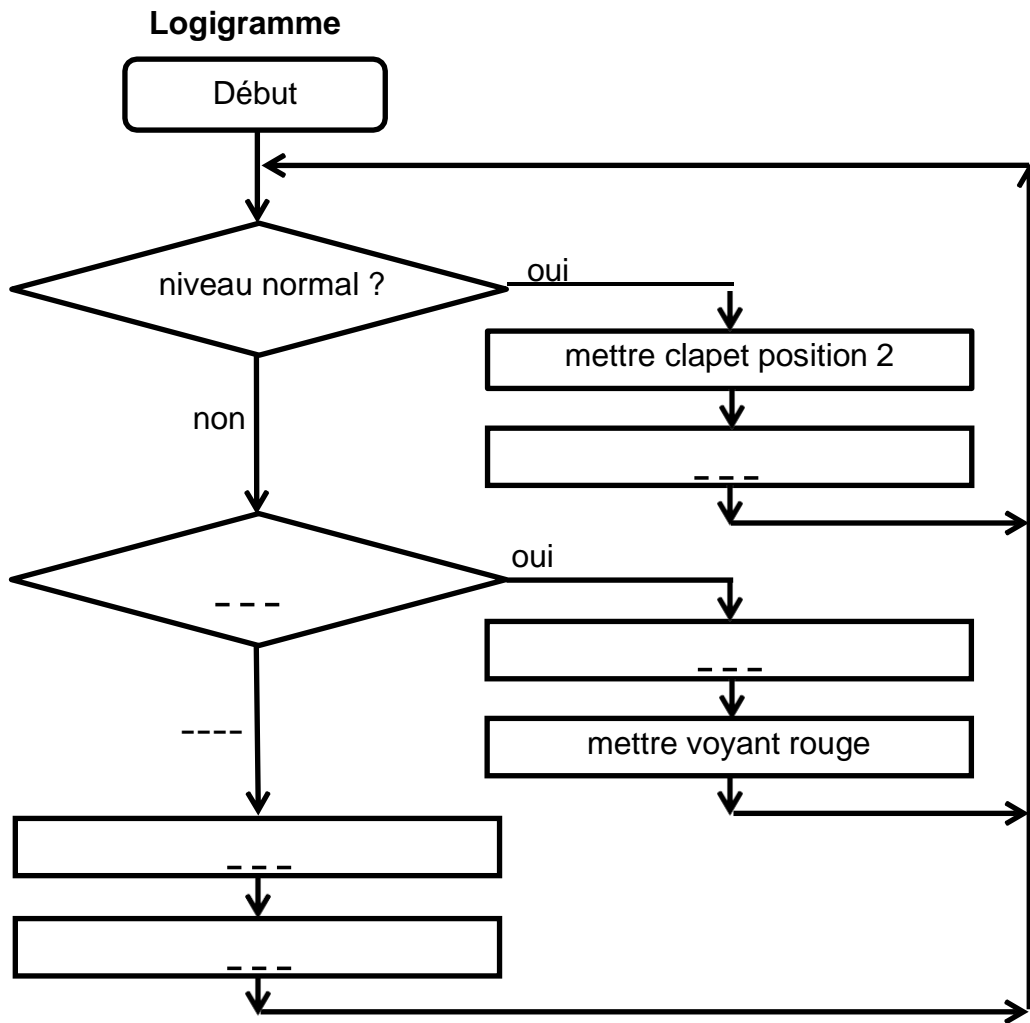 Logigramme
Début
niveau normal ?
oui
mettre clapet position 2
non
_ _ _
oui
_ _ _
_ _ _
----
mettre voyant rouge
_ _ _
_ _ _